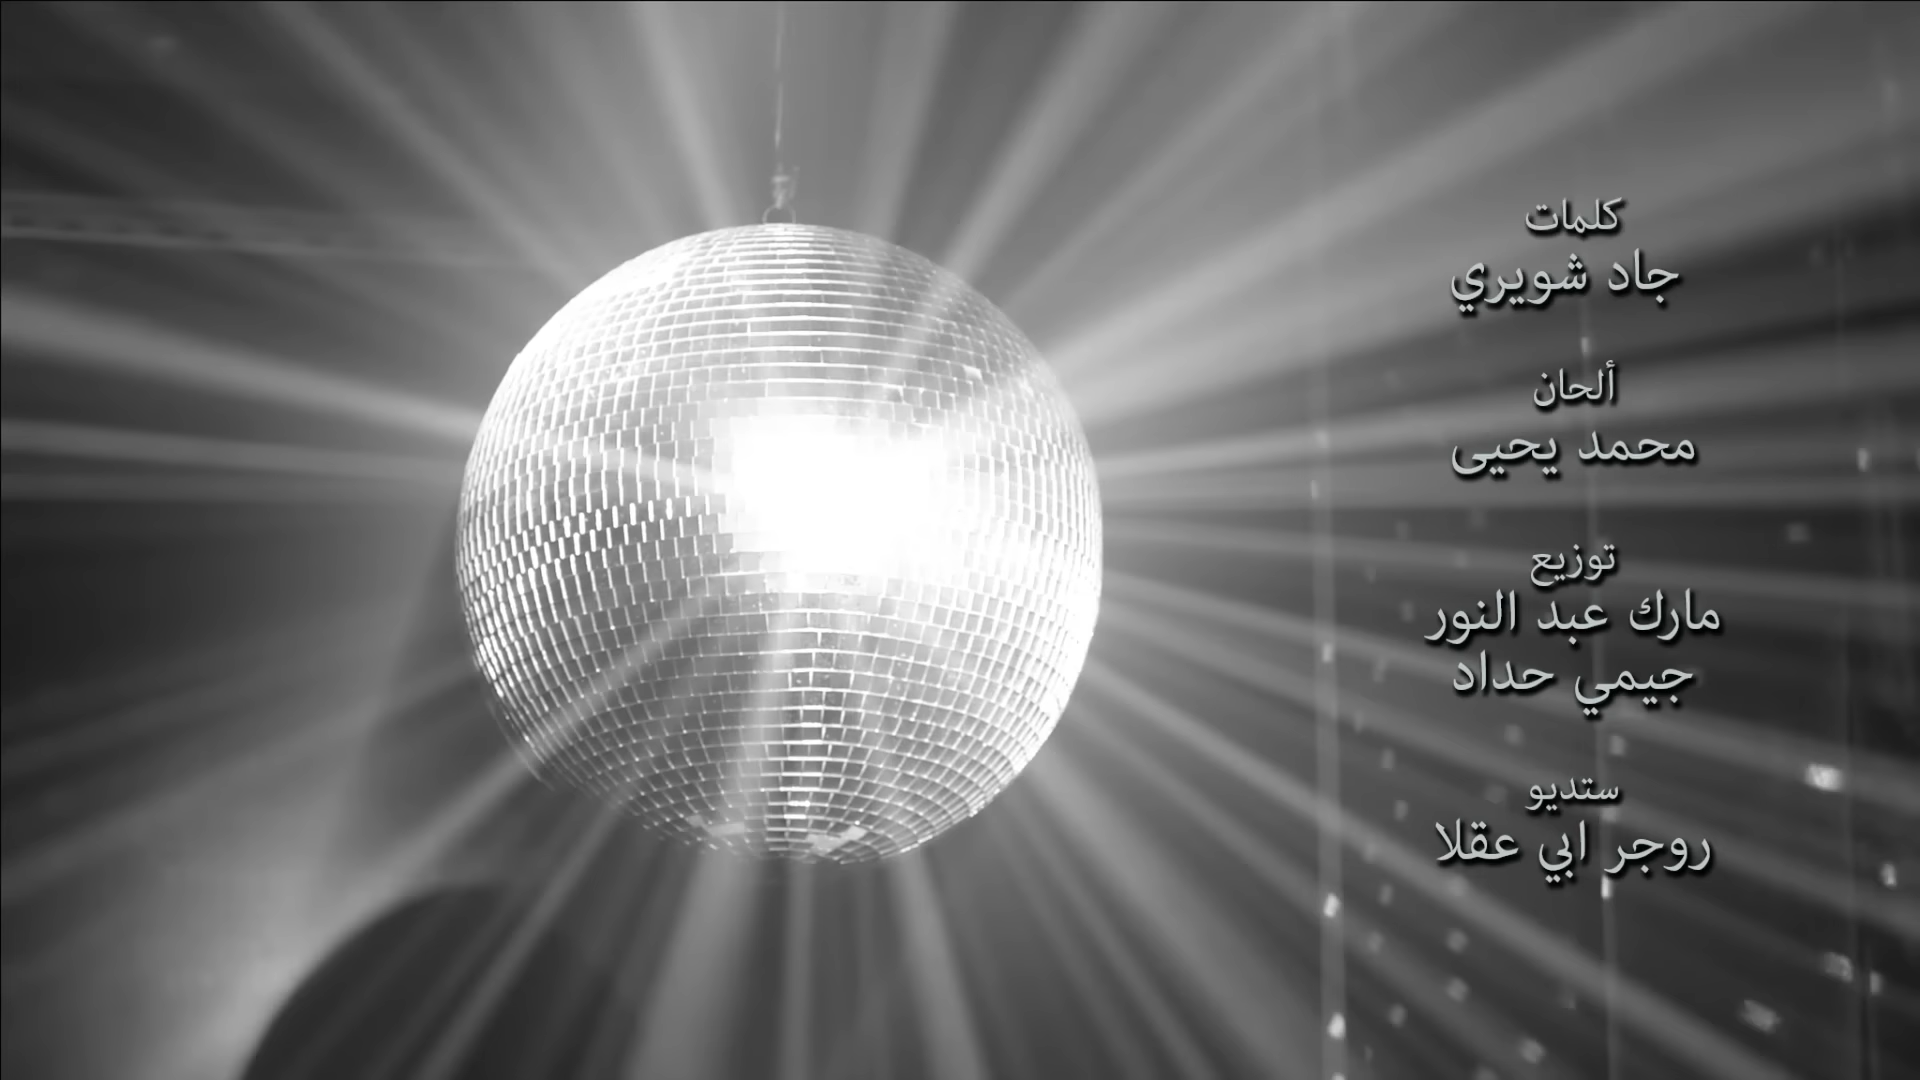 كلمات
جاد شويري
ألحان
محمد يحيى
توزيع
مارك عبد النور
جيمي حداد
ستديو
روجر ابي عقلا